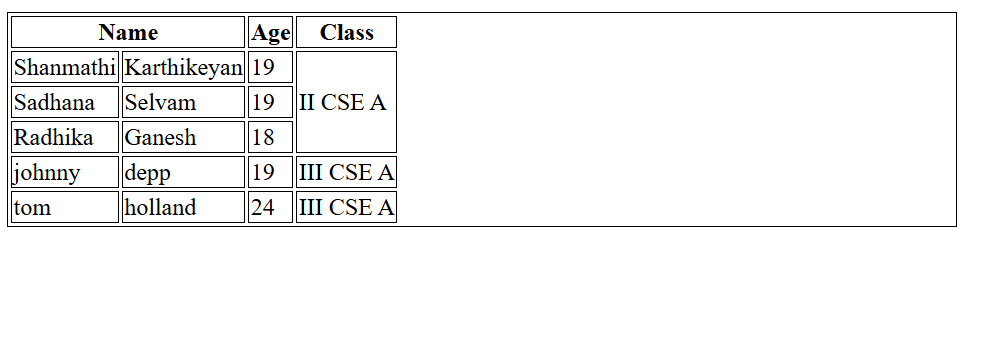 Name Age Class
Shanmathi Karthikeyan 19
Sadhana Selvam 19 II CSE A
Radhika Ganesh 18
johnny depp 19 III CSE A
tom holland 24 III CSE A